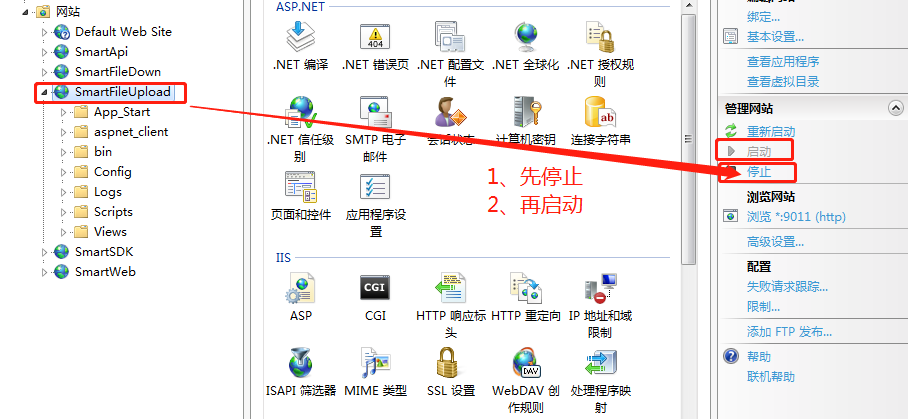 网站
Default Web Site
SmartApi
SmartFileDown
SmartFileUpload
App_Start
aspnet_client
bin
Config
Logs
Scripts
Views
SmartSDK
SmartWeb
ASP.NET
.NET 编译
.NET 错误页
.NET 配置文
件
.NET 全球化
.NET 授权规
则
.NET 信任级
别
SMTP 电子
邮件
会话状态
计算机密钥
连接字符串
页面和控件
应用程序设
置
1、先停止
2、再启动
IIS
ASP
CGI
HTTP 响应标
头
HTTP 重定向
IP 地址和域
限制
ISAPI 筛选器
MIME 类型
SSL 设置
WebDAV 创
作规则
处理程序映
射
绑定...
基本设置...
查看应用程序
查看虚拟目录
管理网站
重新启动
启动
停止
浏览网站
浏览 *:9011 (http)
高级设置...
配置
失败请求跟踪...
限制...
添加 FTP 发布...
帮助
联机帮助